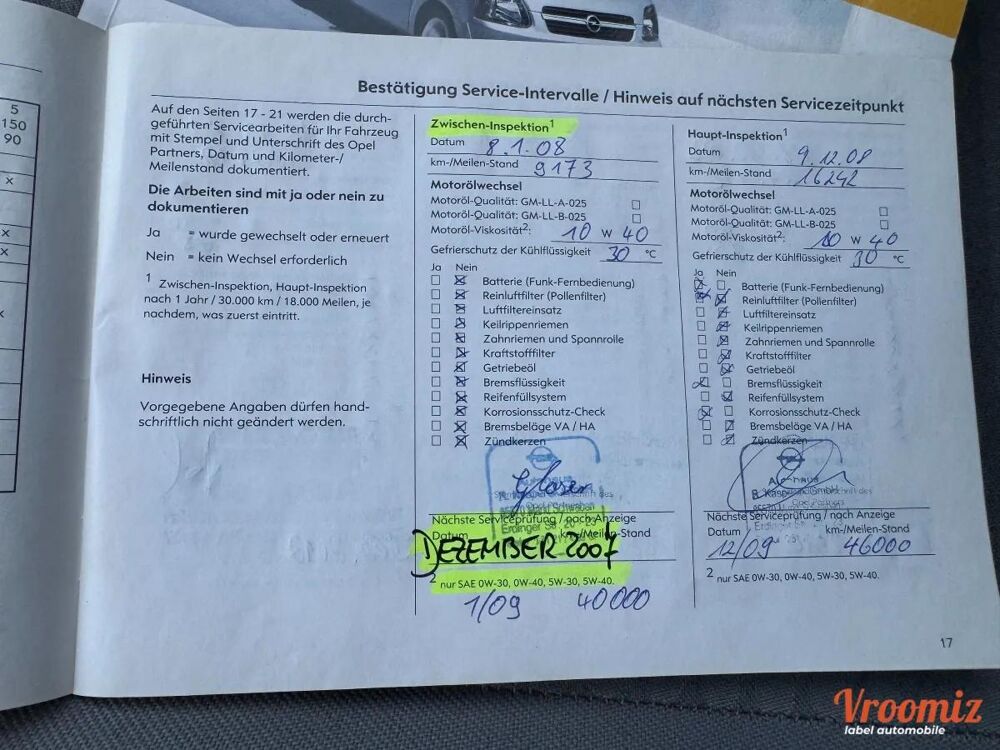 5
150
90
x
x
x
x
x
Bestätigung Service-Intervalle / Hinweis auf nächsten Servicezeitpunkt
Auf den Seiten 17 - 21 werden die durch-
geführten Servicearbeiten für Ihr Fahrzeug
mit Stempel und Unterschrift des Opel
Partners, Datum und Kilometer-/
Meilenstand dokumentiert.
Die Arbeiten sind mit ja oder nein zu
dokumentieren
Ja = wurde gewechselt oder erneuert
Nein = kein Wechsel erforderlich
1 Zwischen-Inspektion, Haupt-Inspektion
nach 1 Jahr / 30.000 km / 18.000 Meilen, je
nachdem, was zuerst eintritt.
Hinweis
Vorgegebene Angaben dürfen hand-
schriftlich nicht geändert werden.
Zwischen-Inspektion1
Datum 8.1.08
km-/Meilen-Stand 9173
Motorölwechsel
Motoröl-Qualität: GM-LL-A-025
Motoröl-Qualität: GM-LL-B-025
Motoröl-Viskosität2: 10 W 40
Gefrierschutz der Kühlflüssigkeit 30 °C
Ja Nein
Batterie (Funk-Fernbedienung)
Reinluftfilter (Pollenfilter)
Luftfiltereinsatz
Keilrippenriemen
Zahnriemen und Spannrolle
Kraftstofffilter
Getriebeöl
Bremsflüssigkeit
Reifenfüllsystem
Korrosionsschutz-Check
Bremsbeläge VA / HA
Zündkerzen
Nächste Serviceprüfung / nach Anzeige
Datum km-/Meilen-Stand
DEZEMBER 2007
2 nur SAE 0W-30, 0W-40, 5W-30, 5W-40.
1/09 40000
Haupt-Inspektion1
Datum 9.12.08
km-/Meilen-Stand 16242
Motorölwechsel
Motoröl-Qualität: GM-LL-A-025
Motoröl-Qualität: GM-LL-B-025
Motoröl-Viskosität2: 10 W 40
Gefrierschutz der Kühlflüssigkeit 30 °C
Ja Nein
Batterie (Funk-Fernbedienung)
Reinluftfilter (Pollenfilter)
Luftfiltereinsatz
Keilrippenriemen
Zahnriemen und Spannrolle
Kraftstofffilter
Getriebeöl
Bremsflüssigkeit
Reifenfüllsystem
Korrosionsschutz-Check
Bremsbeläge VA / HA
Zündkerzen
Nächste Serviceprüfung / nach Anzeige
Datum km-/Meilen-Stand
12/09 46000
2 nur SAE 0W-30, 0W-40, 5W-30, 5W-40.
17
Vroomiz
label automobile